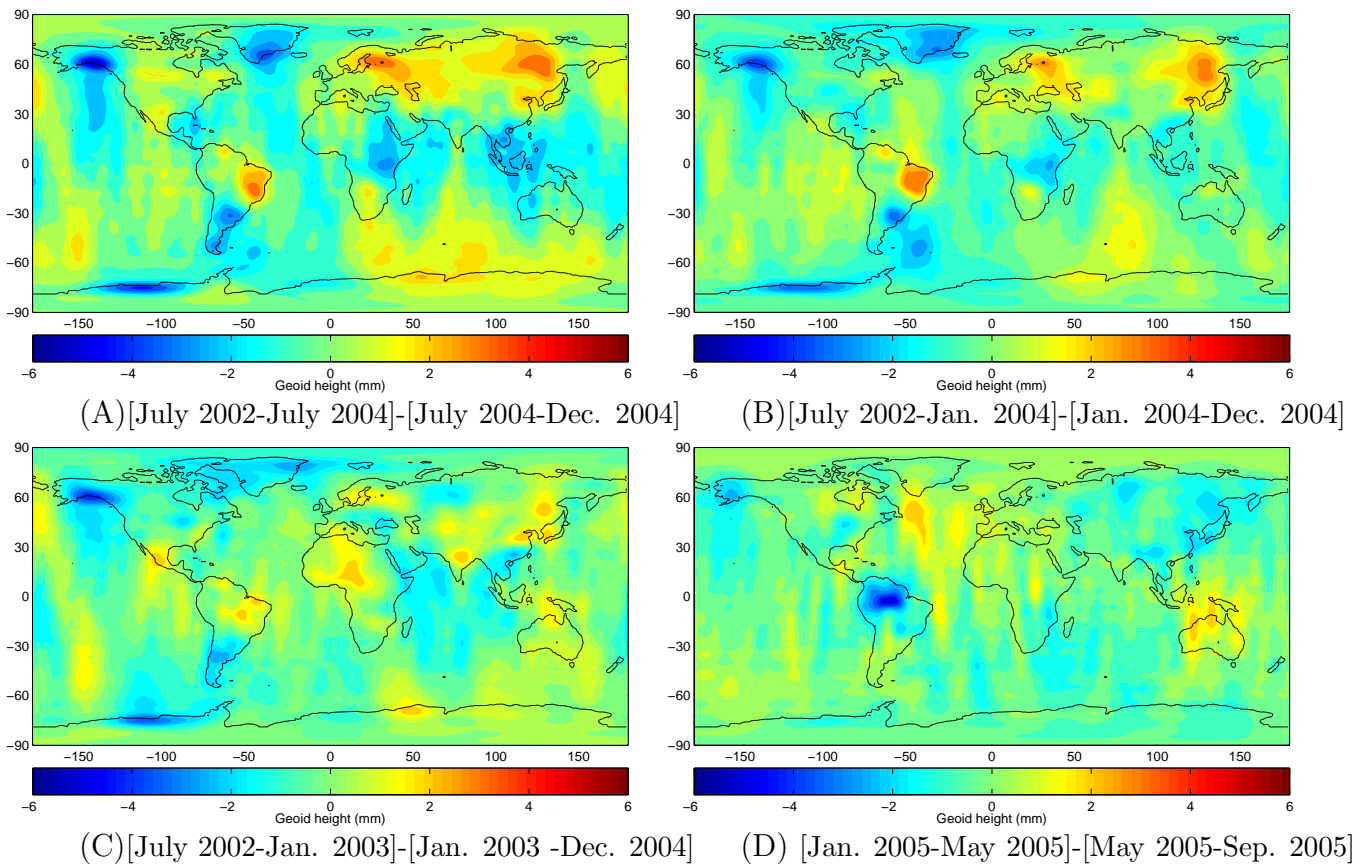 90
60
30
0
−30
−60
−90
−150 −100 −50 0 50 100 150
−6 −4 −2 0 2 4 6
Geoid height (mm)
(A)[July 2002-July 2004]-[July 2004-Dec. 2004]
90
60
30
0
−30
−60
−90
−150 −100 −50 0 50 100 150
−6 −4 −2 0 2 4 6
Geoid height (mm)
(B)[July 2002-Jan. 2004]-[Jan. 2004-Dec. 2004]
90
60
30
0
−30
−60
−90
−150 −100 −50 0 50 100 150
−6 −4 −2 0 2 4 6
Geoid height (mm)
(C)[July 2002-Jan. 2003]-[Jan. 2003 -Dec. 2004]
90
60
30
0
−30
−60
−90
−150 −100 −50 0 50 100 150
−6 −4 −2 0 2 4 6
Geoid height (mm)
(D) [Jan. 2005-May 2005]-[May 2005-Sep. 2005]